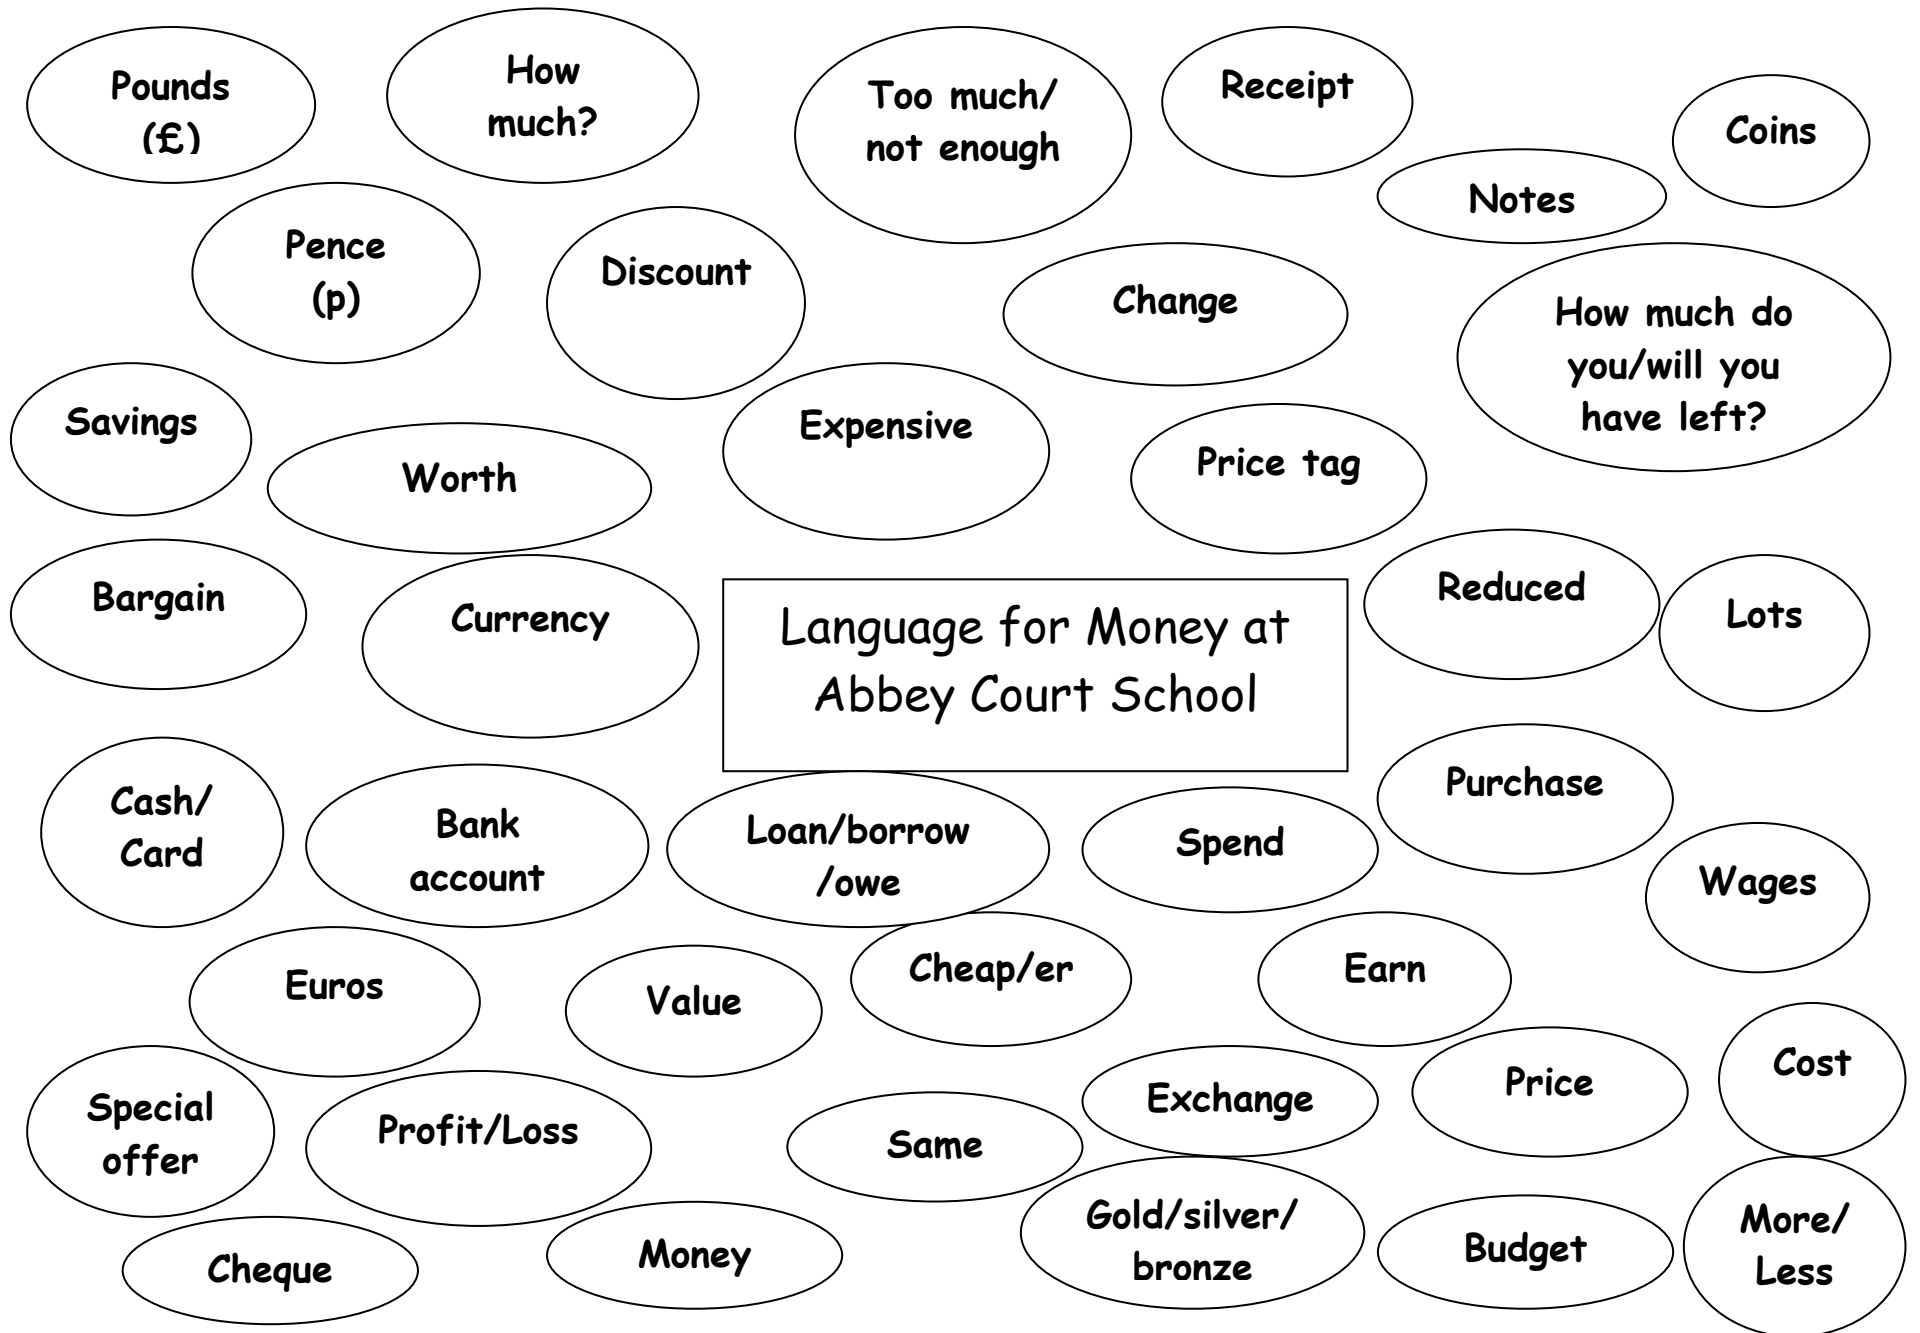 Pounds
(£)
How
much?
Too much/
not enough
Receipt
Coins
Notes
Pence
(p)
Discount
Change
How much do
you/will you
have left?
Savings
Worth
Expensive
Price tag
Bargain
Currency
Language for Money at
Abbey Court School
Reduced
Lots
Cash/
Card
Bank
account
Loan/borrow
/owe
Spend
Purchase
Wages
Euros
Value
Cheap/er
Earn
Special
offer
Profit/Loss
Same
Exchange
Price
Cost
Cheque
Money
Gold/silver/
bronze
Budget
More/
Less